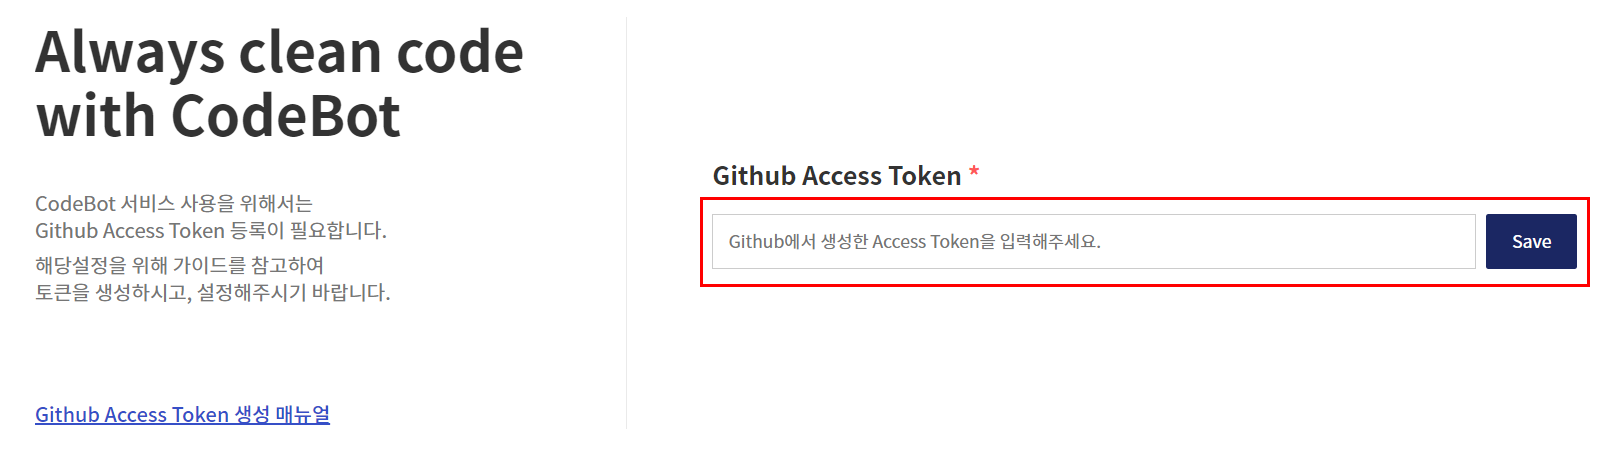 Always clean code
with CodeBot
CodeBot 서비스 사용을 위해서는
Github Access Token 등록이 필요합니다.
해당설정을 위해 가이드를 참고하여
토큰을 생성하시고, 설정해주시기 바랍니다.
Github Access Token 생성 매뉴얼
Github Access Token *
Github에서 생성한 Access Token을 입력해주세요.
Save